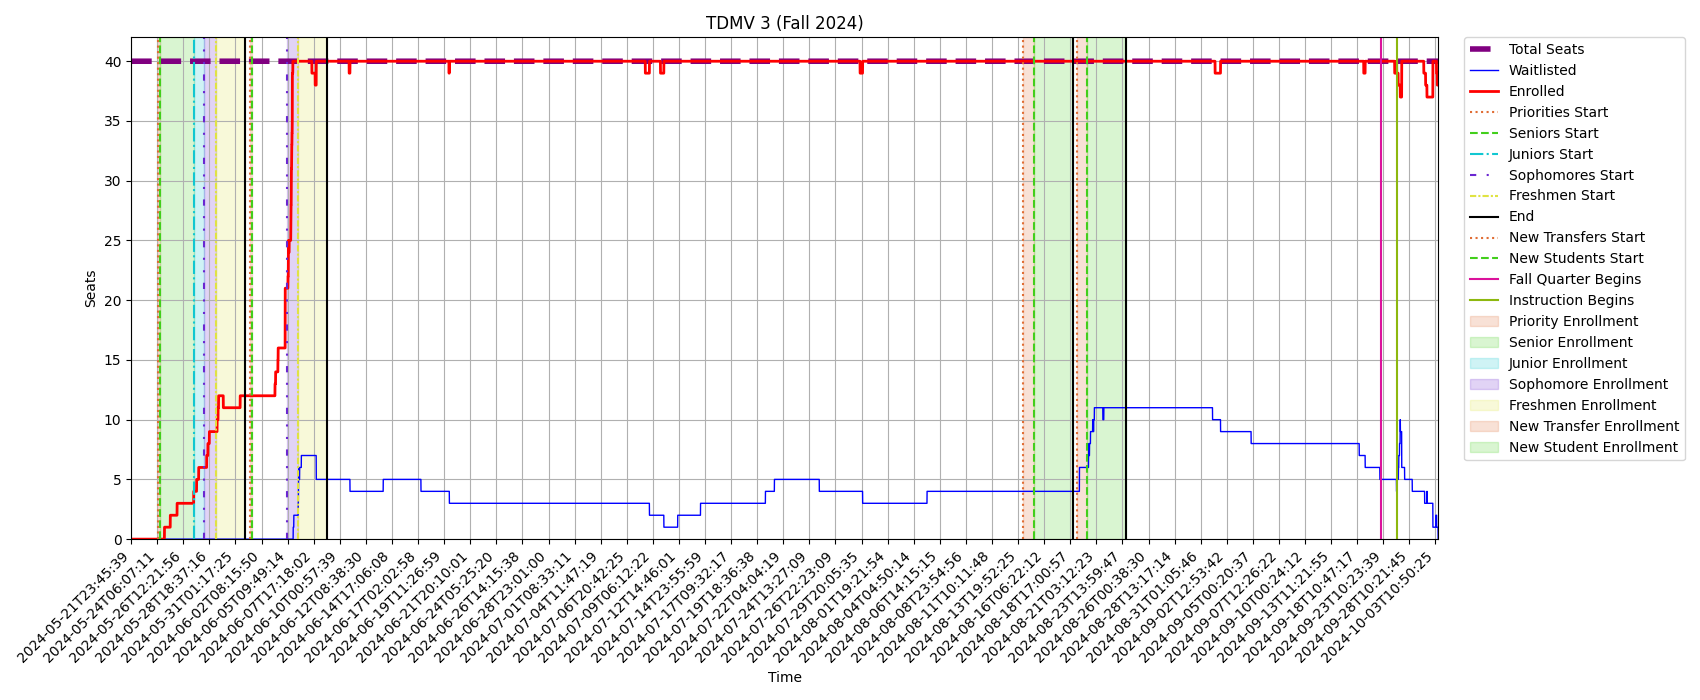 TDMV 3 (Fall 2024)
Seats
40
35
30
25
20
15
10
5
0
2024-05-21T23:45:39
2024-05-24T06:07:11
2024-05-26T12:21:56
2024-05-28T18:37:16
2024-05-31T01:17:25
2024-06-02T08:15:50
2024-06-05T09:49:14
2024-06-07T17:18:02
2024-06-10T00:57:39
2024-06-12T08:38:30
2024-06-14T17:06:08
2024-06-17T02:02:58
2024-06-19T11:26:59
2024-06-21T20:10:01
2024-06-24T05:25:20
2024-06-26T14:15:38
2024-06-28T23:01:00
2024-07-01T08:33:11
2024-07-04T11:47:19
2024-07-06T20:42:25
2024-07-09T06:12:22
2024-07-12T14:46:01
2024-07-14T23:55:59
2024-07-17T09:32:17
2024-07-19T18:36:38
2024-07-22T04:04:19
2024-07-24T13:27:09
2024-07-26T22:23:09
2024-07-29T20:05:35
2024-08-01T19:21:54
2024-08-04T04:50:14
2024-08-06T14:15:15
2024-08-08T23:54:56
2024-08-11T10:11:48
2024-08-13T19:52:25
2024-08-16T06:22:12
2024-08-18T17:00:57
2024-08-21T03:12:23
2024-08-23T13:59:47
2024-08-26T00:38:30
2024-08-28T13:17:14
2024-08-31T01:05:46
2024-09-02T12:53:42
2024-09-05T00:20:37
2024-09-07T12:26:22
2024-09-10T00:24:12
2024-09-13T11:21:55
2024-09-18T10:47:17
2024-09-23T10:23:39
2024-09-28T10:21:45
2024-10-03T10:50:25
Time
Total Seats
Waitlisted
Enrolled
Priorities Start
Seniors Start
Juniors Start
Sophomores Start
Freshmen Start
End
New Transfers Start
New Students Start
Fall Quarter Begins
Instruction Begins
Priority Enrollment
Senior Enrollment
Junior Enrollment
Sophomore Enrollment
Freshmen Enrollment
New Transfer Enrollment
New Student Enrollment